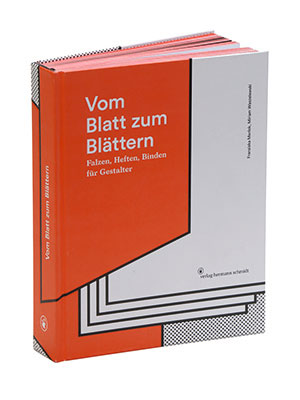 Vom
Blatt zum
Blättern
Falzen, Heften, Binden
für Gestalter
Franziska Morlok, Miriam Waszelewski
verlag hermann schmidt
Vom Blatt zum Blättern